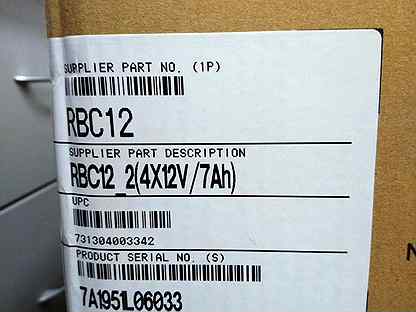 SUPPLIER PART NO. (1P)
RBC12
SUPPLIER PART DESCRIPTION
RBC12_2(4X12V/7Ah)
UPC
731304003342
PRODUCT SERIAL NO. (S)
7A1951L06033
N